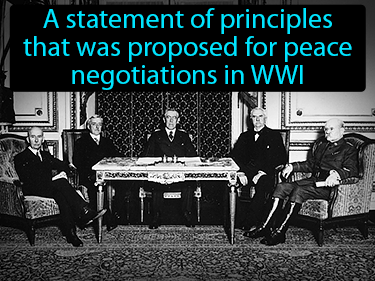 A statement of principles
that was proposed for peace
negotiations in WWI